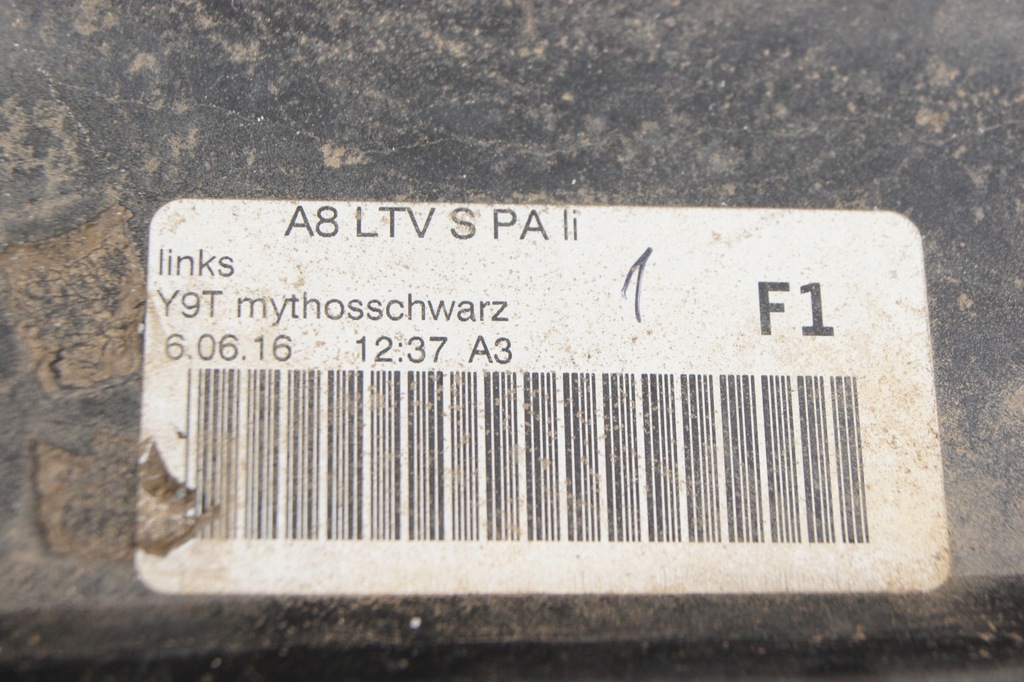 A8 LTV S PA li
links
Y9T mythosschwarz
6.06.16 12:37 A3
1
F1